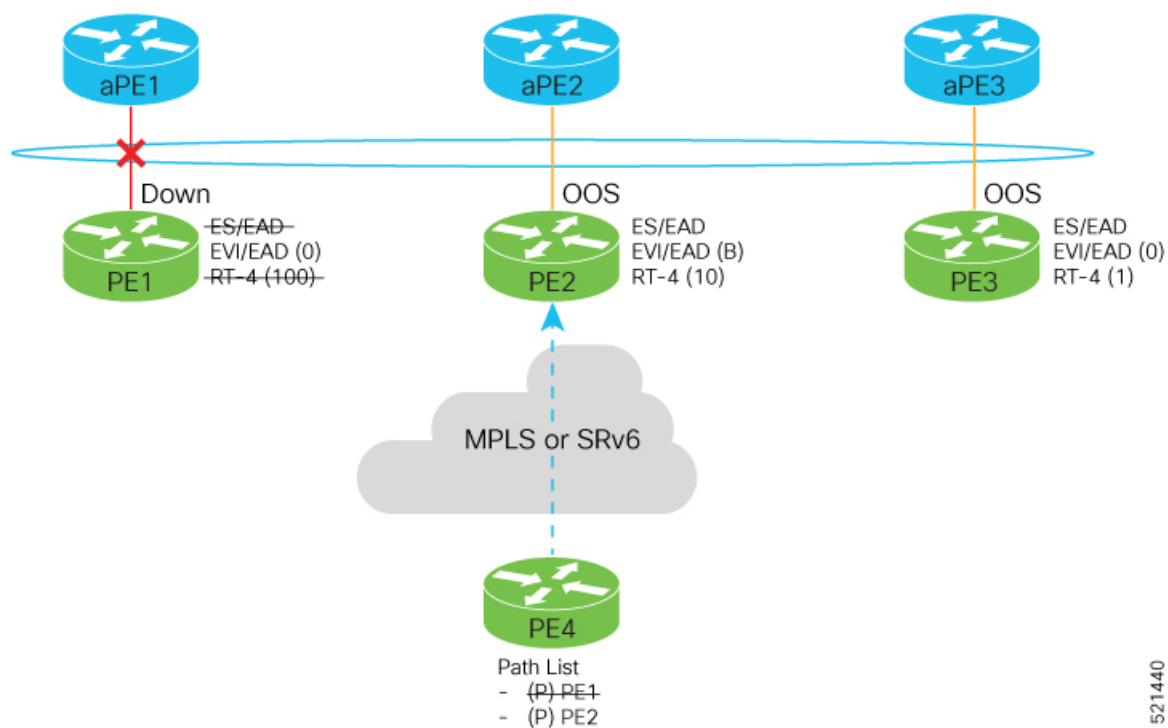 aPE1
aPE2
aPE3
Down
OOS
OOS
PE1
ES/EAD
EVI/EAD (0)
RT-4 (100)
PE2
ES/EAD
EVI/EAD (B)
RT-4 (10)
PE3
ES/EAD
EVI/EAD (0)
RT-4 (1)
MPLS or SRv6
PE4
Path List
- (P) PE1
- (P) PE2
521440